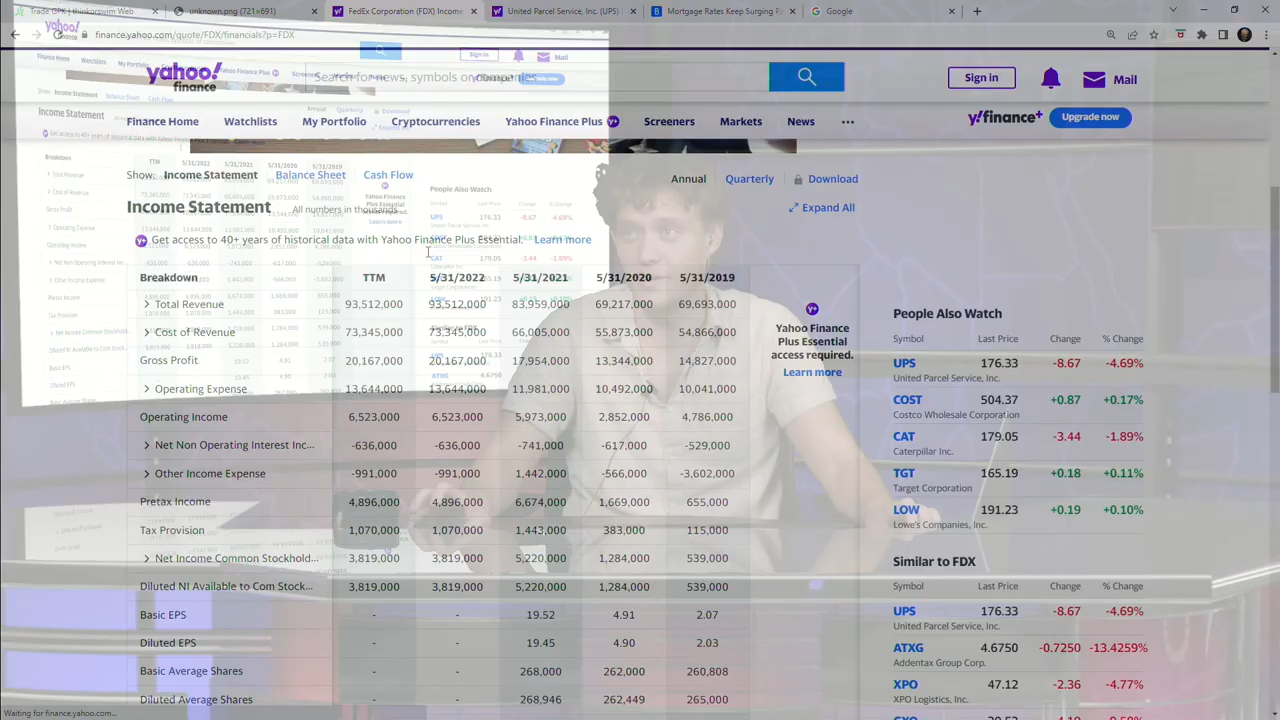 Trade GPK | thinkorswim Web
unknown.png (721×691)
FedEx Corporation (FDX) Income
United Parcel Service, Inc. (UPS)
Mortgage Rates Keep Surging Pa
Google
finance.yahoo.com/quote/FDX/financials?p=FDX
yahoo!
finance
Search for news, symbols or companies
Sign in
Mail
Finance Home
Watchlists
My Portfolio
Cryptocurrencies
Yahoo Finance Plus
Screeners
Markets
News
y!finance+
Upgrade now
Show:
Income Statement
Balance Sheet
Cash Flow
Annual
Quarterly
Download
Income Statement
All numbers in thousands
Expand All
Get access to 40+ years of historical data with Yahoo Finance Plus Essential. Learn more
Breakdown TTM 5/31/2022 5/31/2021 5/31/2020 5/31/2019
Total Revenue 93,512,000 93,512,000 83,959,000 69,217,000 69,693,000
Cost of Revenue 73,345,000 73,345,000 66,005,000 55,873,000 54,866,000
Gross Profit 20,167,000 20,167,000 17,954,000 13,344,000 14,827,000
Operating Expense 13,644,000 13,644,000 11,981,000 10,492,000 10,041,000
Operating Income 6,523,000 6,523,000 5,973,000 2,852,000 4,786,000
Net Non Operating Interest Inc... -636,000 -636,000 -741,000 -617,000 -529,000
Other Income Expense -991,000 -991,000 1,442,000 -566,000 -3,602,000
Pretax Income 4,896,000 4,896,000 6,674,000 1,669,000 655,000
Tax Provision 1,070,000 1,070,000 1,443,000 383,000 115,000
Net Income Common Stockhold... 3,819,000 3,819,000 5,220,000 1,284,000 539,000
Diluted NI Available to Com Stock... 3,819,000 3,819,000 5,220,000 1,284,000 539,000
Basic EPS - - 19.52 4.91 2.07
Diluted EPS - - 19.45 4.90 2.03
Basic Average Shares - - 268,000 262,000 260,808
Diluted Average Shares - - 268,946 262,449 265,000
Yahoo Finance
Plus Essential
access required.
Learn more
People Also Watch
Symbol Last Price Change % Change
UPS 176.33 -8.67 -4.69%
United Parcel Service, Inc.
COST 504.37 +0.87 +0.17%
Costco Wholesale Corporation
CAT 179.05 -3.44 -1.89%
Caterpillar Inc.
TGT 165.19 +0.18 +0.11%
Target Corporation
LOW 191.23 +0.19 +0.10%
Lowe's Companies, Inc.
Similar to FDX
Symbol Last Price Change % Change
UPS 176.33 -8.67 -4.69%
United Parcel Service, Inc.
ATXG 4.6750 -0.7250 -13.4259%
Addentax Group Corp.
XPO 47.12 -2.36 -4.77%
XPO Logistics, Inc.
Waiting for finance.yahoo.com...